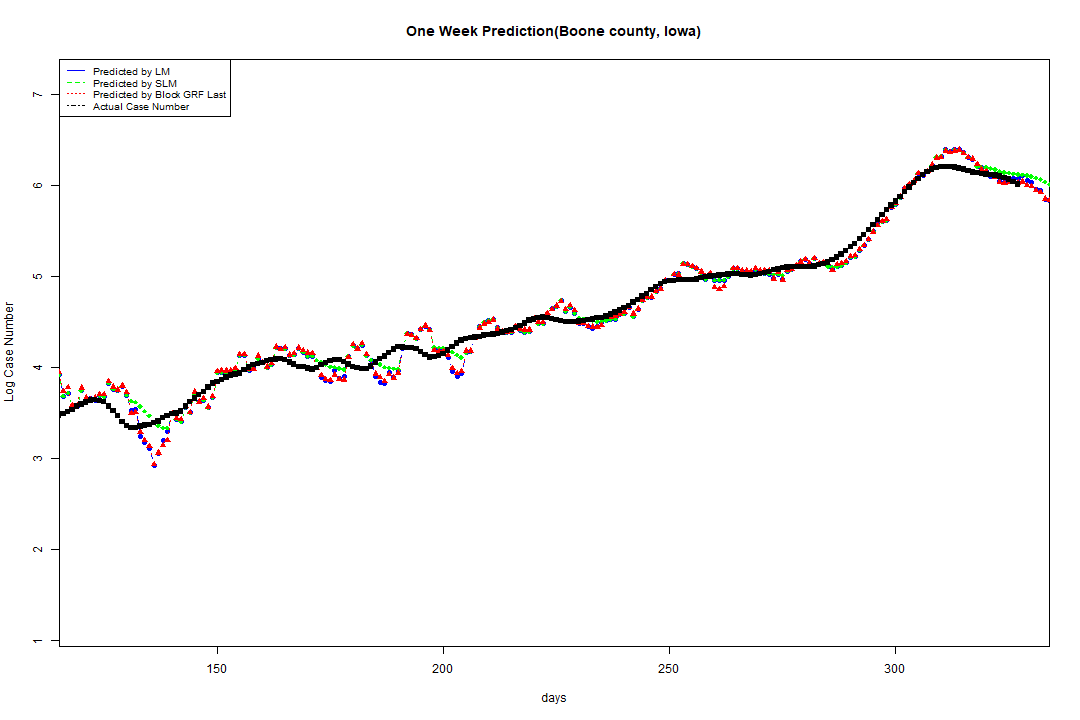 One Week Prediction(Boone county, Iowa)
Predicted by LM
Predicted by SLM
Predicted by Block GRF Last
Actual Case Number
7
6
5
4
3
2
1
Log Case Number
150 200 250 300
days